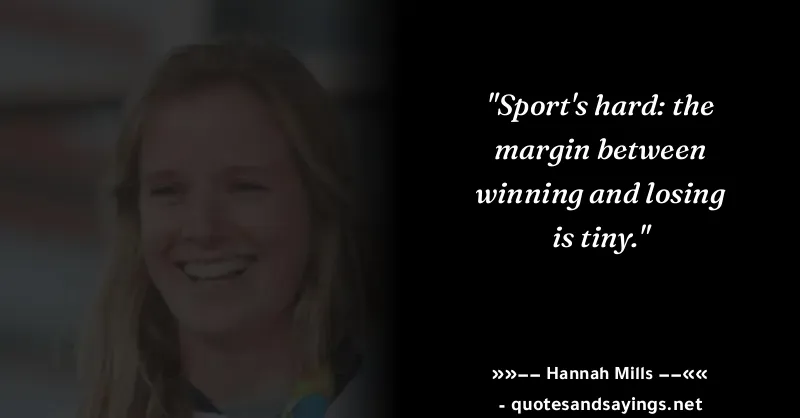 "Sport's hard: the
margin between
winning and losing
is tiny."
»»−− Hannah Mills −−««
- quotesandsayings.net